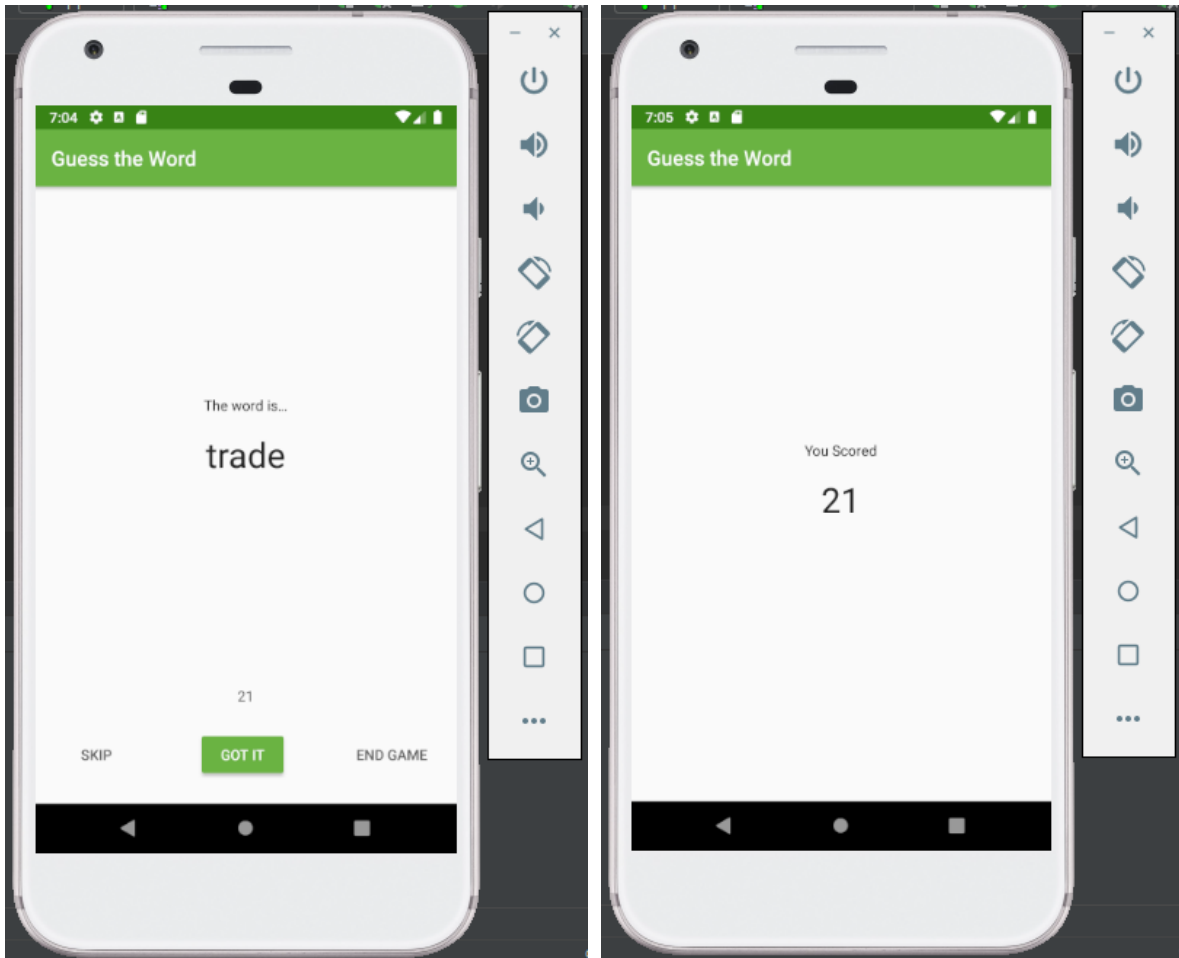 7:04
Guess the Word
The word is...
trade
21
SKIP
GOT IT
END GAME
7:05
Guess the Word
You Scored
21